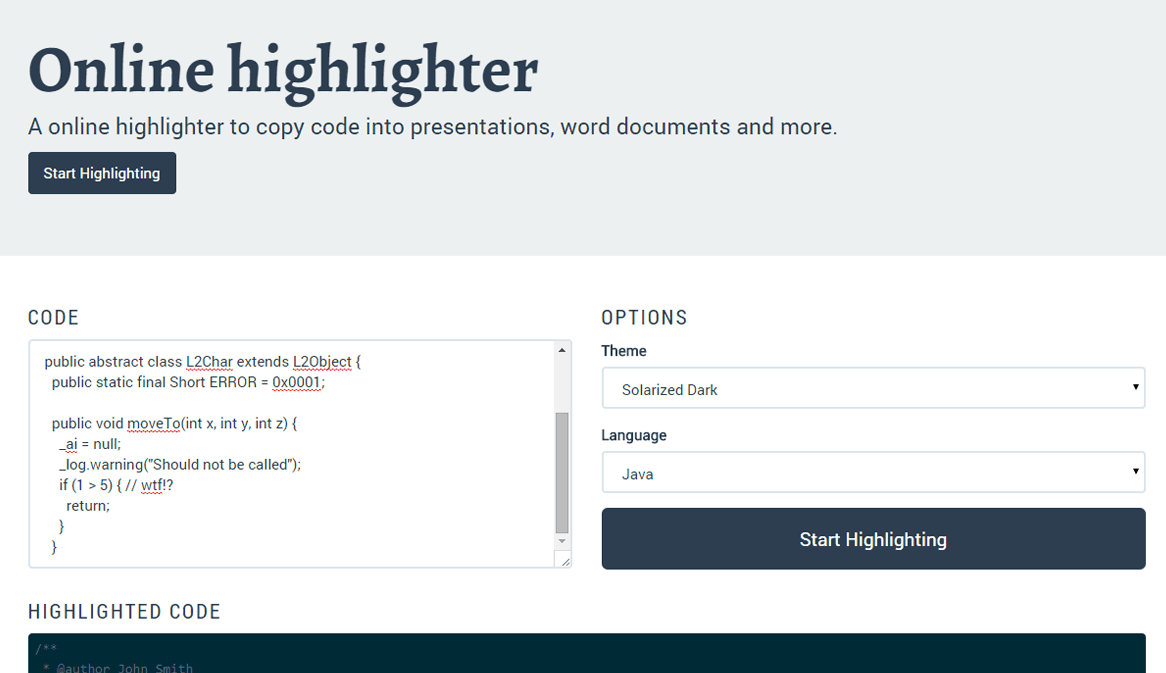 Online highlighter
A online highlighter to copy code into presentations, word documents and more.
Start Highlighting
CODE
public abstract class L2Char extends L2Object {
public static final Short ERROR = 0x0001;
public void moveTo(int x, int y, int z) {
_ai = null;
_log.warning("Should not be called");
if (1 > 5) { // wtf!?
return;
}
}
OPTIONS
Theme
Solarized Dark
Language
Java
Start Highlighting
HIGHLIGHTED CODE
/**
* @author John Smith